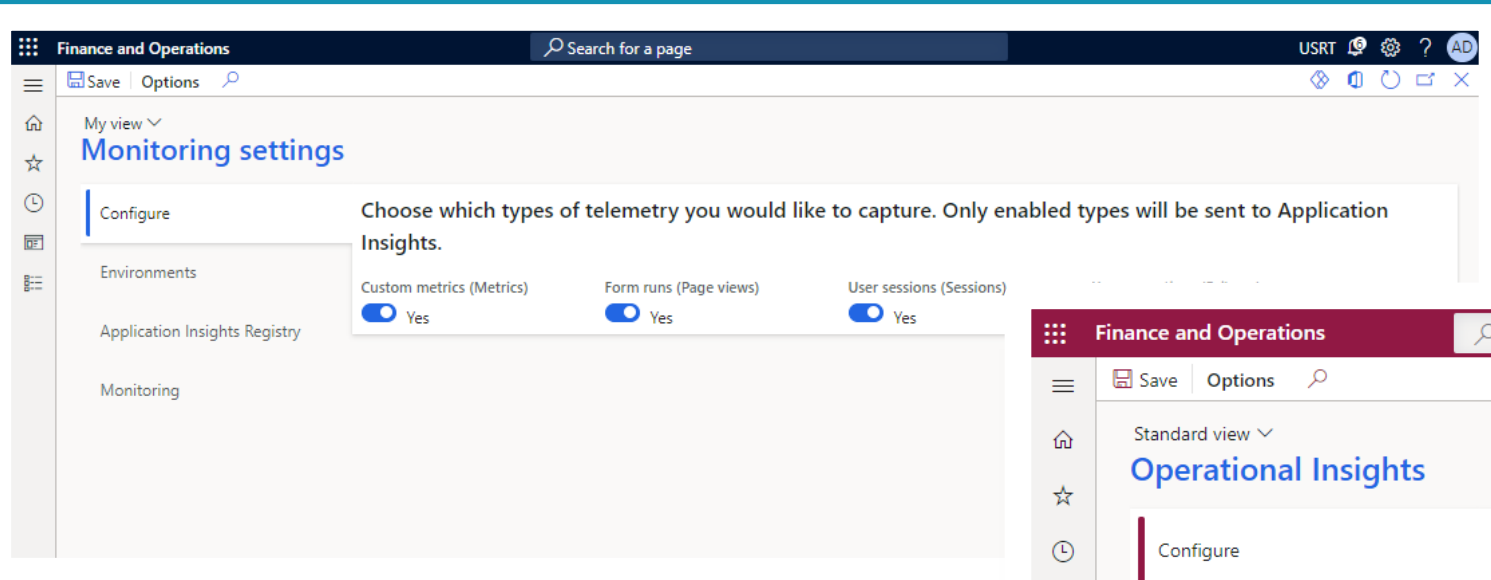 Finance and Operations
Search for a page
USRT
6
?
AD
Save
Options
My view
Monitoring settings
Configure
Environments
Application Insights Registry
Monitoring
Choose which types of telemetry you would like to capture. Only enabled types will be sent to Application
Insights.
Custom metrics (Metrics)
Form runs (Page views)
User sessions (Sessions)
Yes
Yes
Yes
Finance and Operations
Save
Options
Standard view
Operational Insights
Configure